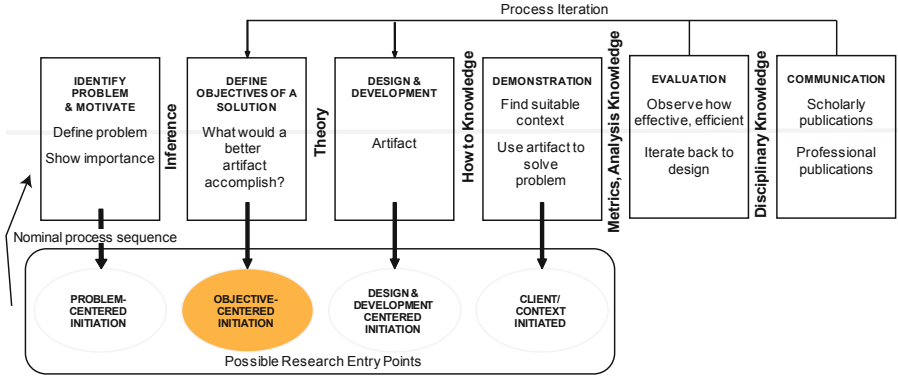 Process Iteration
IDENTIFY
PROBLEM
& MOTIVATE
Define problem
Show importance
Inference
DEFINE
OBJECTIVES OF A
SOLUTION
What would a
better
artifact
accomplish?
Theory
DESIGN &
DEVELOPMENT
Artifact
How to Knowledge
DEMONSTRATION
Find suitable
context
Use artifact to
solve
problem
Metrics, Analysis Knowledge
EVALUATION
Observe how
effective, efficient
Iterate back to
design
Disciplinary Knowledge
COMMUNICATION
Scholarly
publications
Professional
publications
Nominal process sequence
PROBLEM-
CENTERED
INITIATION
OBJECTIVE-
CENTERED
INITIATION
DESIGN &
DEVELOPMENT
CENTERED
INITIATION
CLIENT/
CONTEXT
INITIATED
Possible Research Entry Points